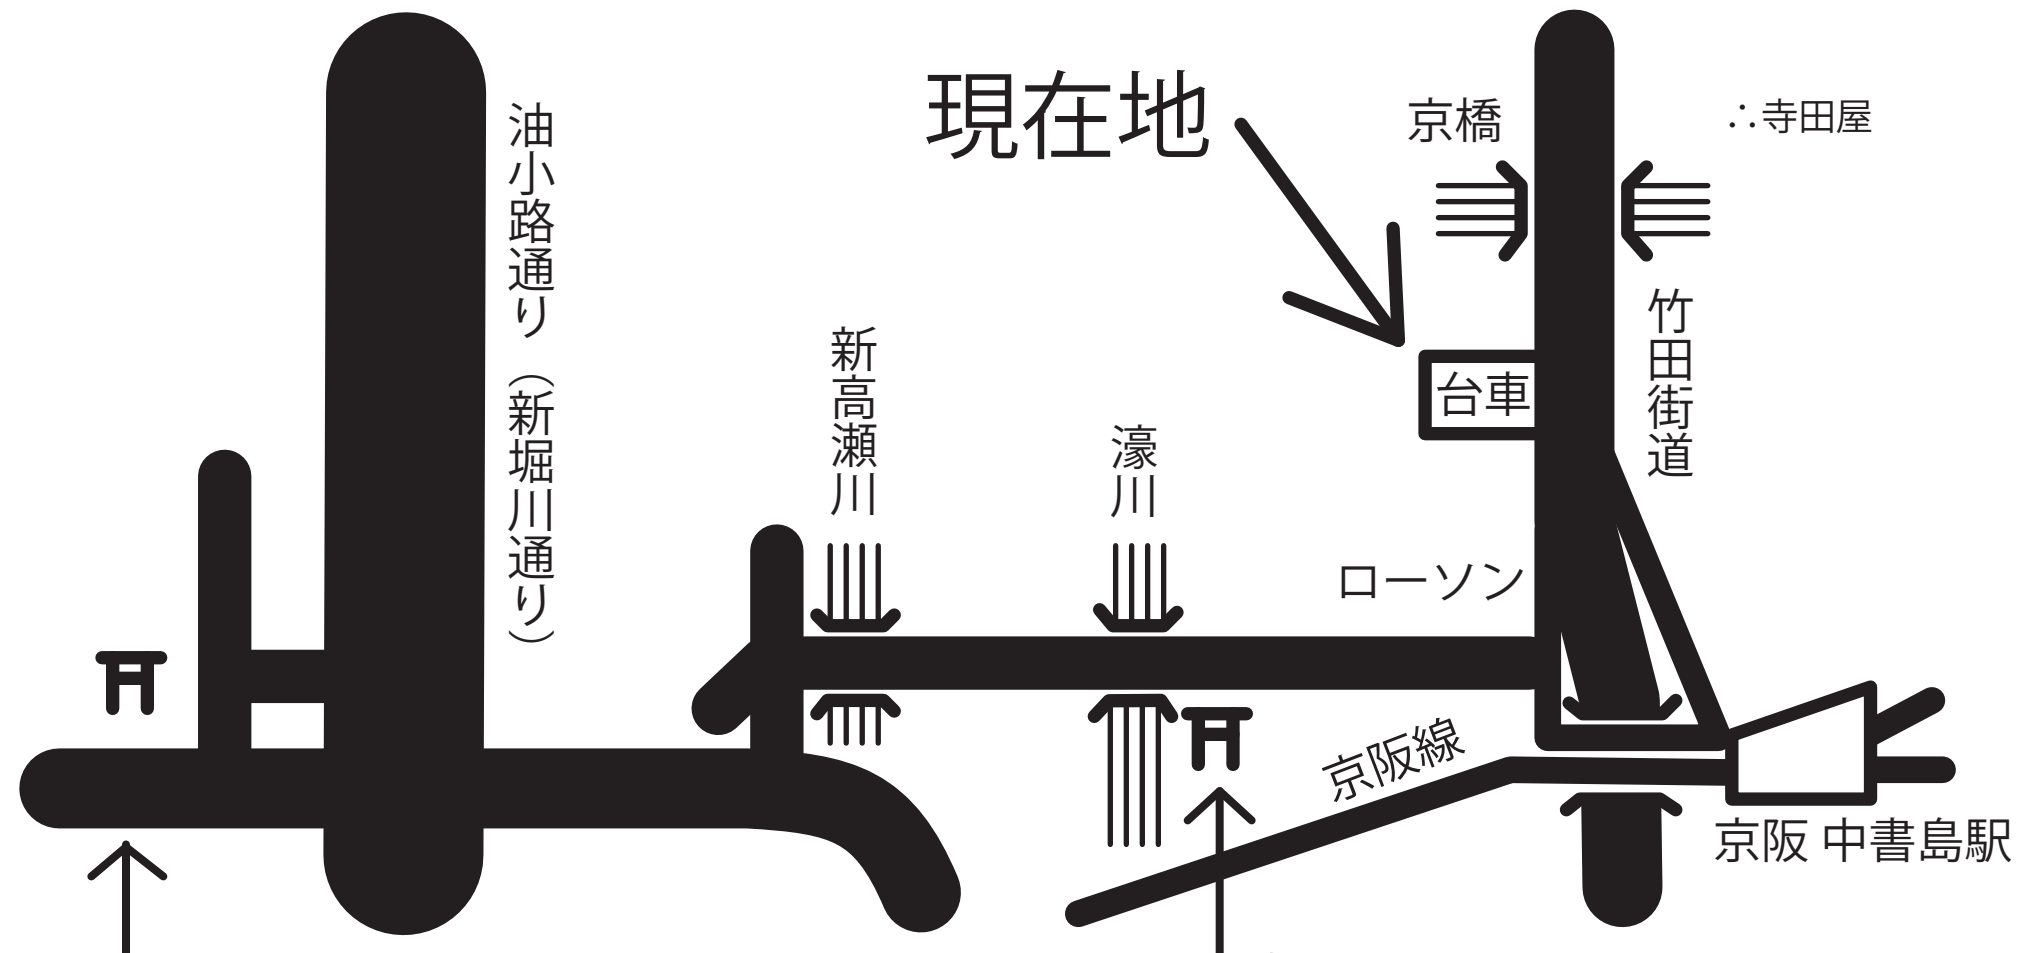 現在地
京橋
∴寺田屋
油小路通り（新堀川通り）
竹田街道
新高瀬川
台車
濠川
ローソン
京阪線
京阪 中書島駅